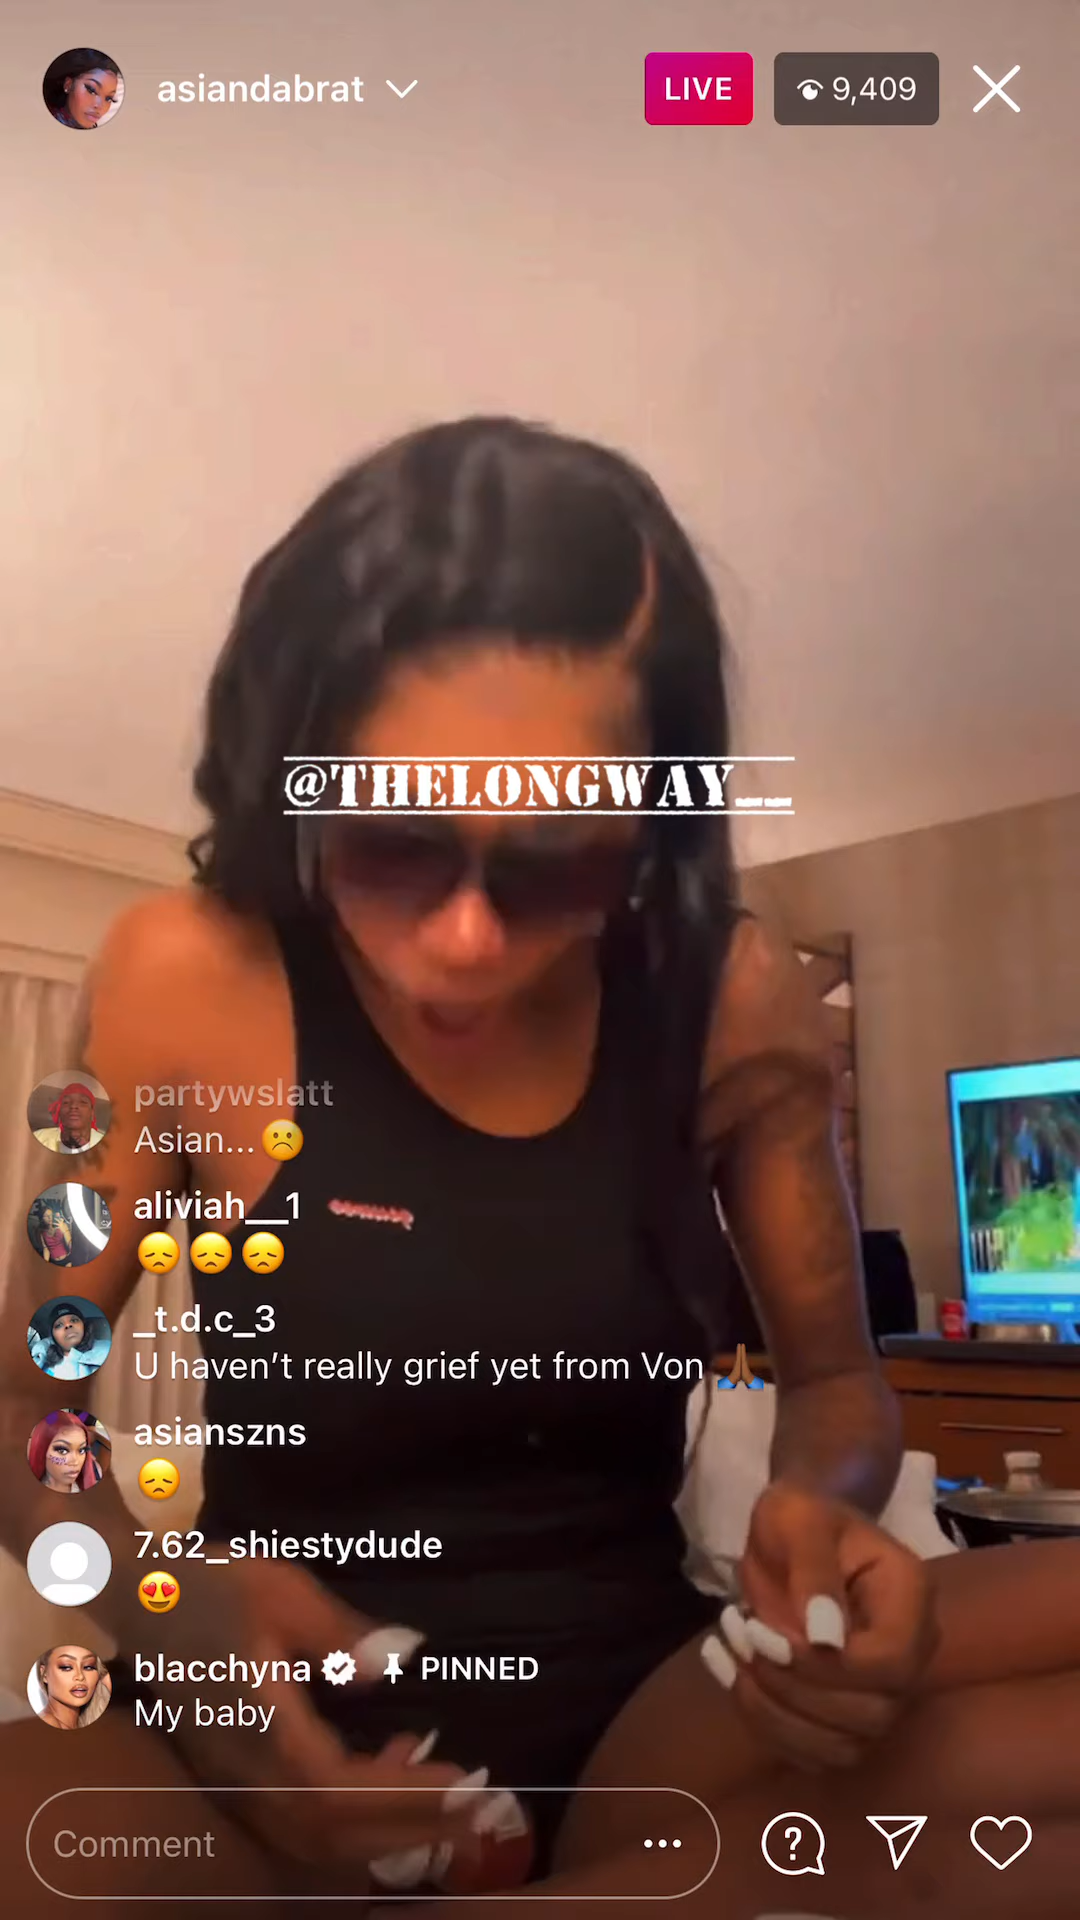 asiandabrat
LIVE
9,409
@THELONGWAY__
partywslatt
Asian...☹️
aliviah__1
😞😞😞
_t.d.c_3
U haven’t really grief yet from Von 🙏🏾
asianszns
😞
7.62_shiestydude
😍
blacchyna PINNED
My baby
Comment